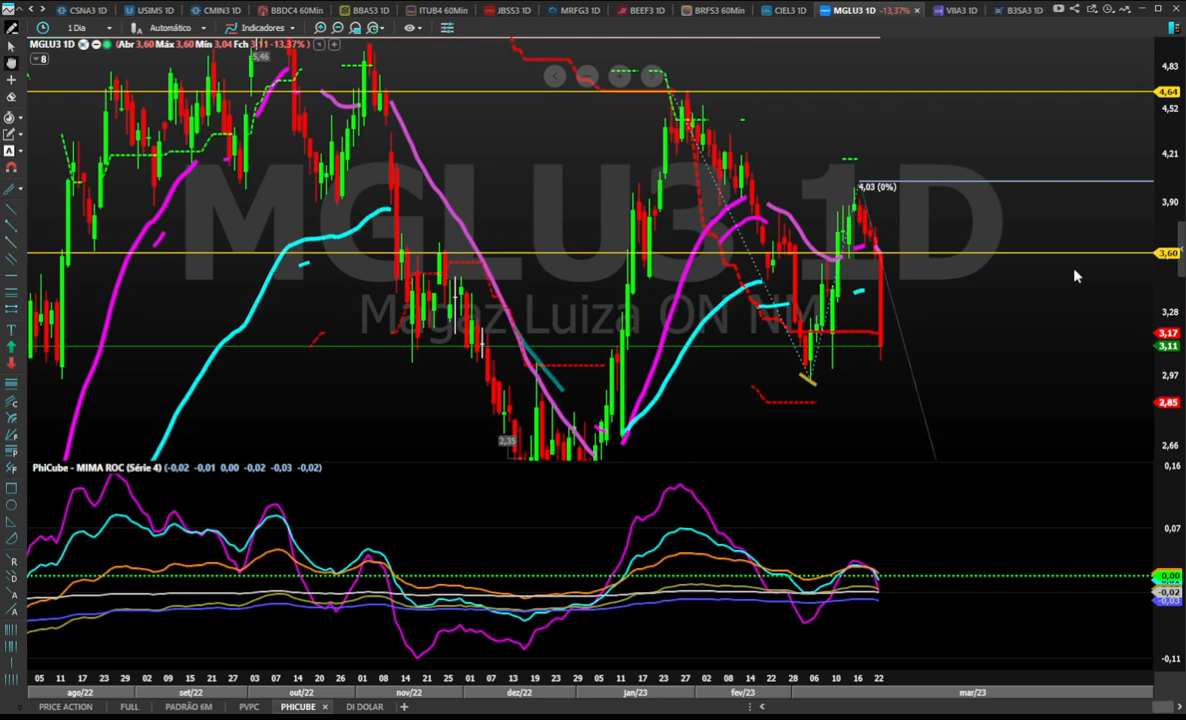 CSNA3 1D USIM5 1D CMIN3 1D BBDC4 60Min BBAS3 1D ITUB4 60Min JBSS3 1D MRFG3 1D BEEF3 1D BRFS3 60Min CIEL3 1D MGLU3 1D -13,37% VIIA3 1D B3SA3 1D
1 Dia Automático Indicadores
MGLU3 1D (Abr 3,60 Máx 3,60 Mín 3,04 Fch 3,11 -13,37%)
8
5,46
4,83
4,64
4,52
4,21
4,03 (0%)
3,90
3,60
3,28
3,17
3,11
2,97
2,85
2,66
2,35
MGLU3 1D
Magaz Luiza ON NM
PhiCube - MIMA ROC (Série 4) (-0,02 -0,01 0,00 -0,02 -0,03 -0,02)
0,16
0,07
0,00
-0,02
-0,03
-0,11
05 11 17 23 29 02 09 15 21 27 03 07 14 20 26 01 08 14 21 25 01 07 13 19 23 29 05 11 17 23 27 02 08 14 22 28 06 10 16 22
ago/22 set/22 out/22 nov/22 dez/22 jan/23 fev/23 mar/23
PRICE ACTION FULL PADRÃO 6M PVPC PHICUBE DI DOLAR